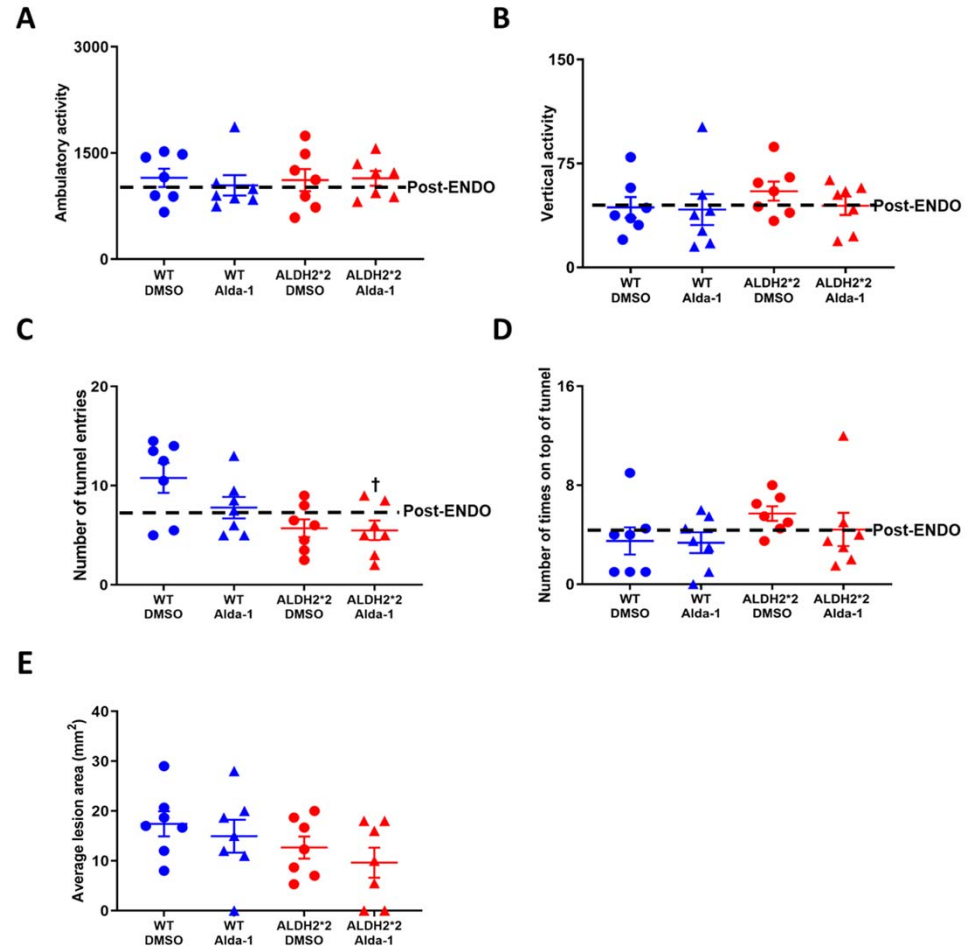 A
Ambulatory activity
3000
1500
0
Post-ENDO
WT
DMSO
WT
Alda-1
ALDH2*2
DMSO
ALDH2*2
Alda-1
B
Vertical activity
150
75
0
Post-ENDO
WT
DMSO
WT
Alda-1
ALDH2*2
DMSO
ALDH2*2
Alda-1
C
Number of tunnel entries
20
10
0
†
Post-ENDO
WT
DMSO
WT
Alda-1
ALDH2*2
DMSO
ALDH2*2
Alda-1
D
Number of times on top of tunnel
16
8
0
Post-ENDO
WT
DMSO
WT
Alda-1
ALDH2*2
DMSO
ALDH2*2
Alda-1
E
Average lesion area (mm²)
40
30
20
10
0
WT
DMSO
WT
Alda-1
ALDH2*2
DMSO
ALDH2*2
Alda-1